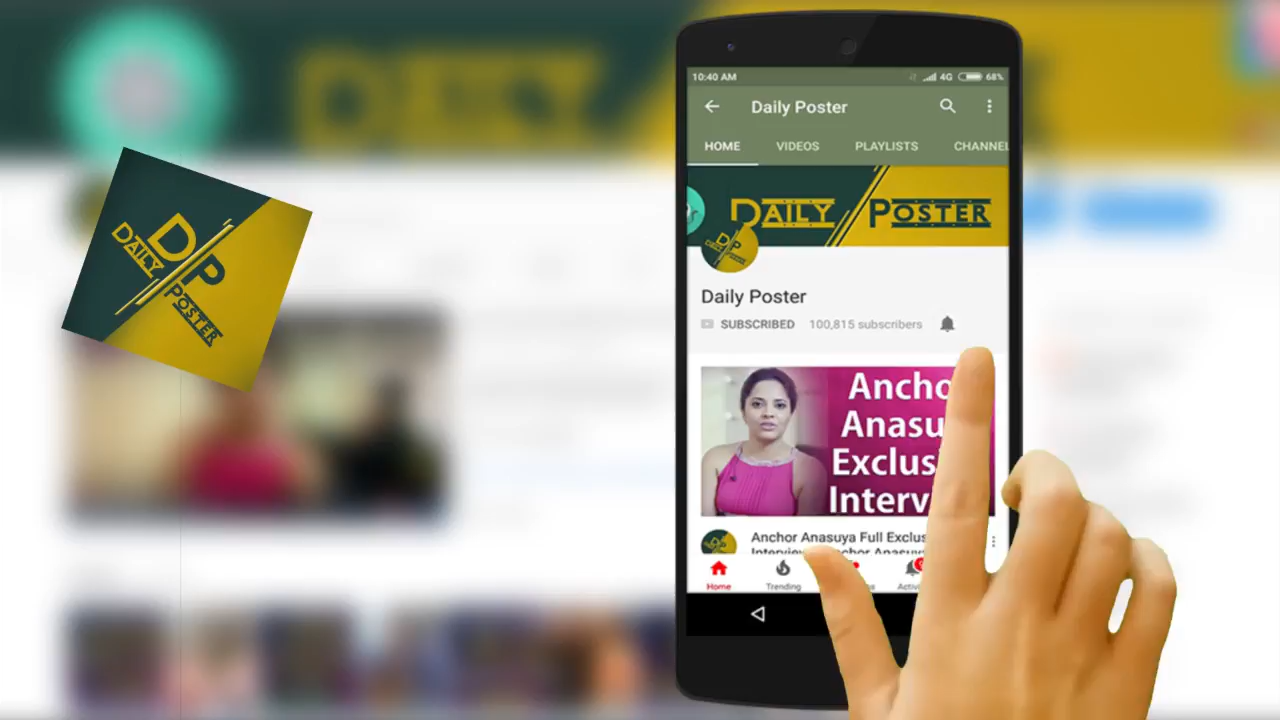 DP
DAILY
POSTER
10:40 AM
4G
68%
Daily Poster
HOME VIDEOS PLAYLISTS CHANNEL
DAILY POSTER
Daily Poster
SUBSCRIBED 100,815 subscribers
Ancho
Anasu
Exclus
Interv
Anchor Anasuya Full Exclus
Home Trending